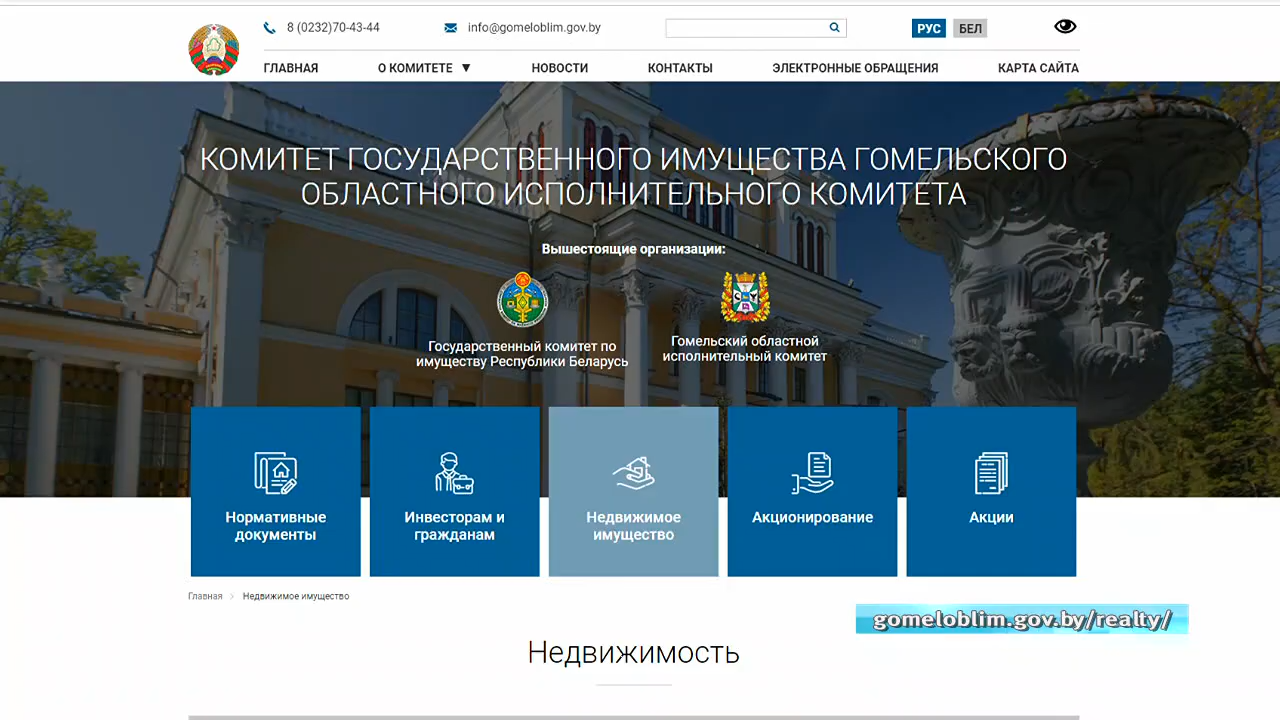 8 (0232)70-43-44
info@gomeloblim.gov.by
РУС
БЕЛ
ГЛАВНАЯ
О КОМИТЕТЕ ▼
НОВОСТИ
КОНТАКТЫ
ЭЛЕКТРОННЫЕ ОБРАЩЕНИЯ
КАРТА САЙТА
КОМИТЕТ ГОСУДАРСТВЕННОГО ИМУЩЕСТВА ГОМЕЛЬСКОГО
ОБЛАСТНОГО ИСПОЛНИТЕЛЬНОГО КОМИТЕТА
Вышестоящие организации:
Государственный комитет по
имуществу Республики Беларусь
Гомельский областной
исполнительный комитет
Нормативные
документы
Инвесторам и
гражданам
Недвижимое
имущество
Акционирование
Акции
Главная > Недвижимое имущество
gomeloblim.gov.by/realty/
Недвижимость